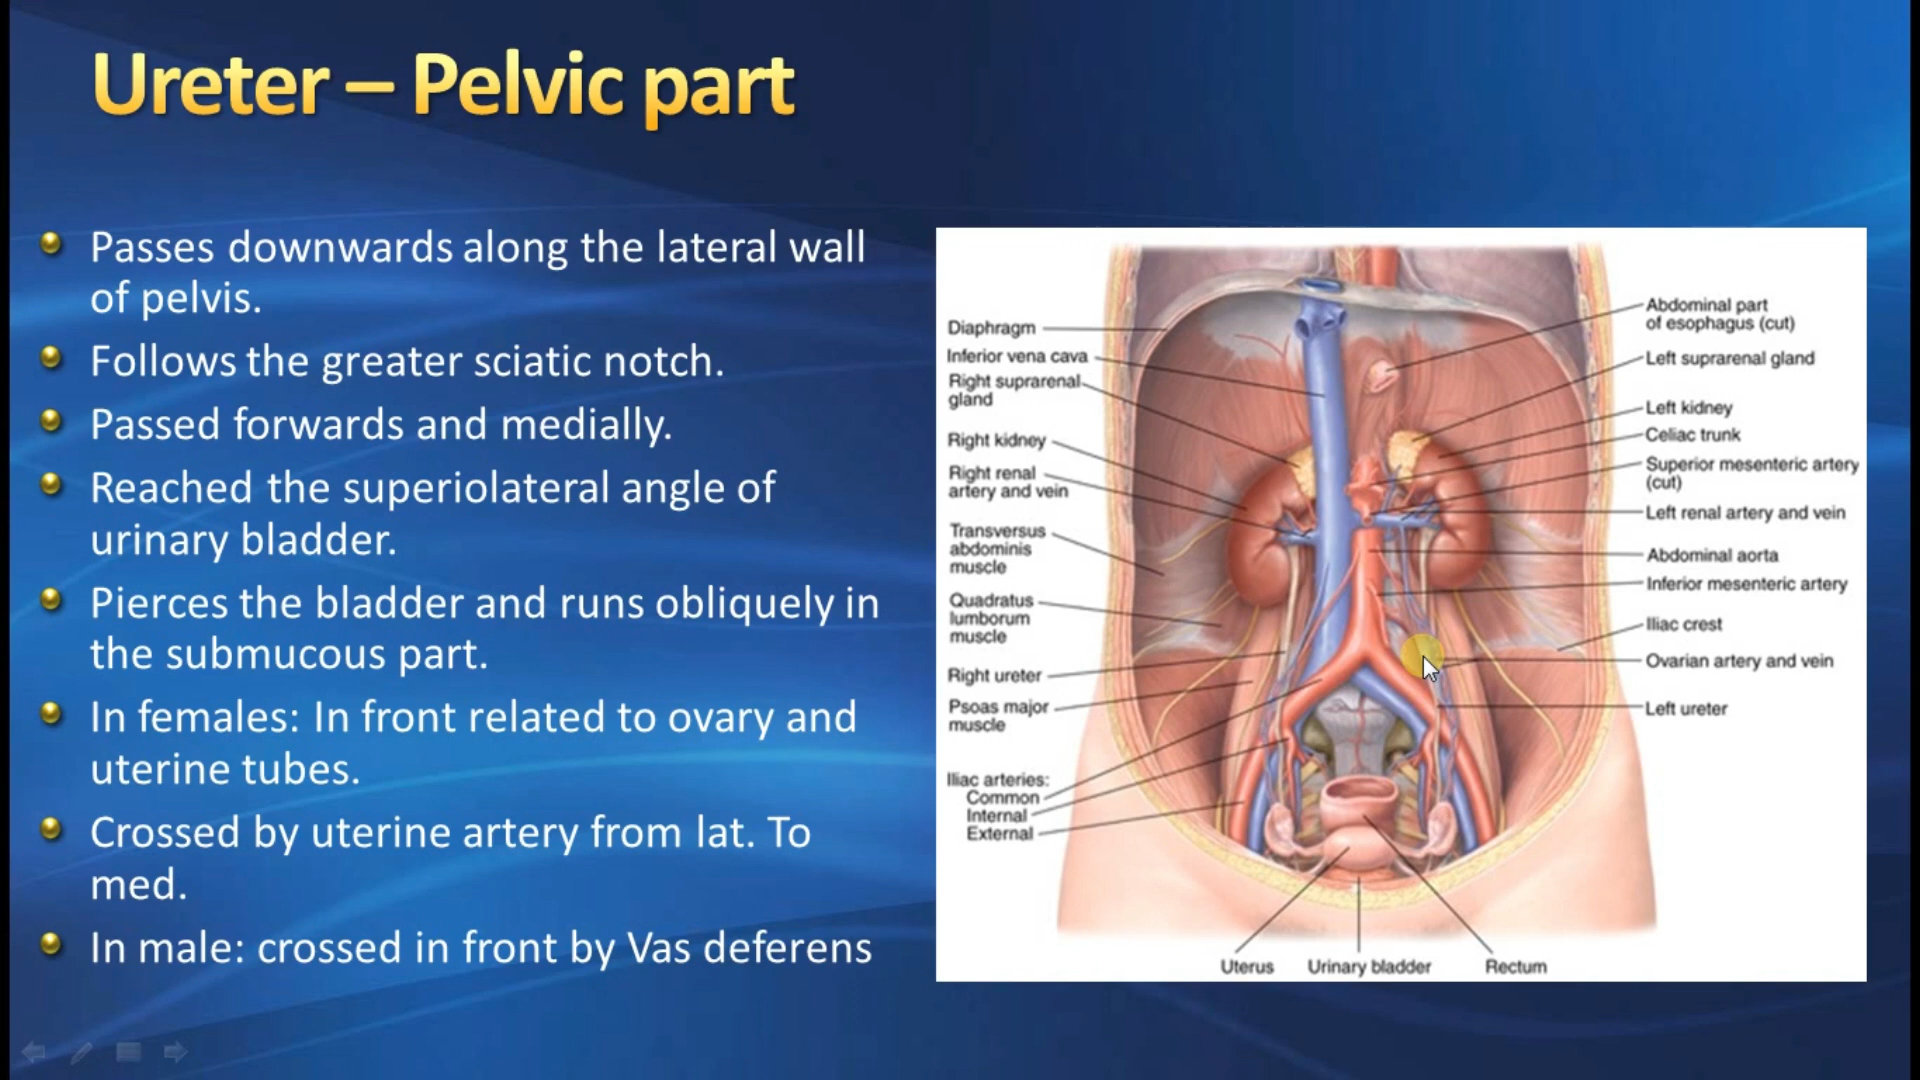 Ureter – Pelvic part
Passes downwards along the lateral wall
of pelvis.
Follows the greater sciatic notch.
Passed forwards and medially.
Reached the superiolateral angle of
urinary bladder.
Pierces the bladder and runs obliquely in
the submucous part.
In females: In front related to ovary and
uterine tubes.
Crossed by uterine artery from lat. To
med.
In male: crossed in front by Vas deferens
Diaphragm
Inferior vena cava
Right suprarenal
gland
Right kidney
Right renal
artery and vein
Transversus
abdominis
muscle
Quadratus
lumborum
muscle
Right ureter
Psoas major
muscle
Iliac arteries:
Common
Internal
External
Abdominal part
of esophagus (cut)
Left suprarenal gland
Left kidney
Celiac trunk
Superior mesenteric artery
(cut)
Left renal artery and vein
Abdominal aorta
Inferior mesenteric artery
Iliac crest
Ovarian artery and vein
Left ureter
Uterus
Urinary bladder
Rectum